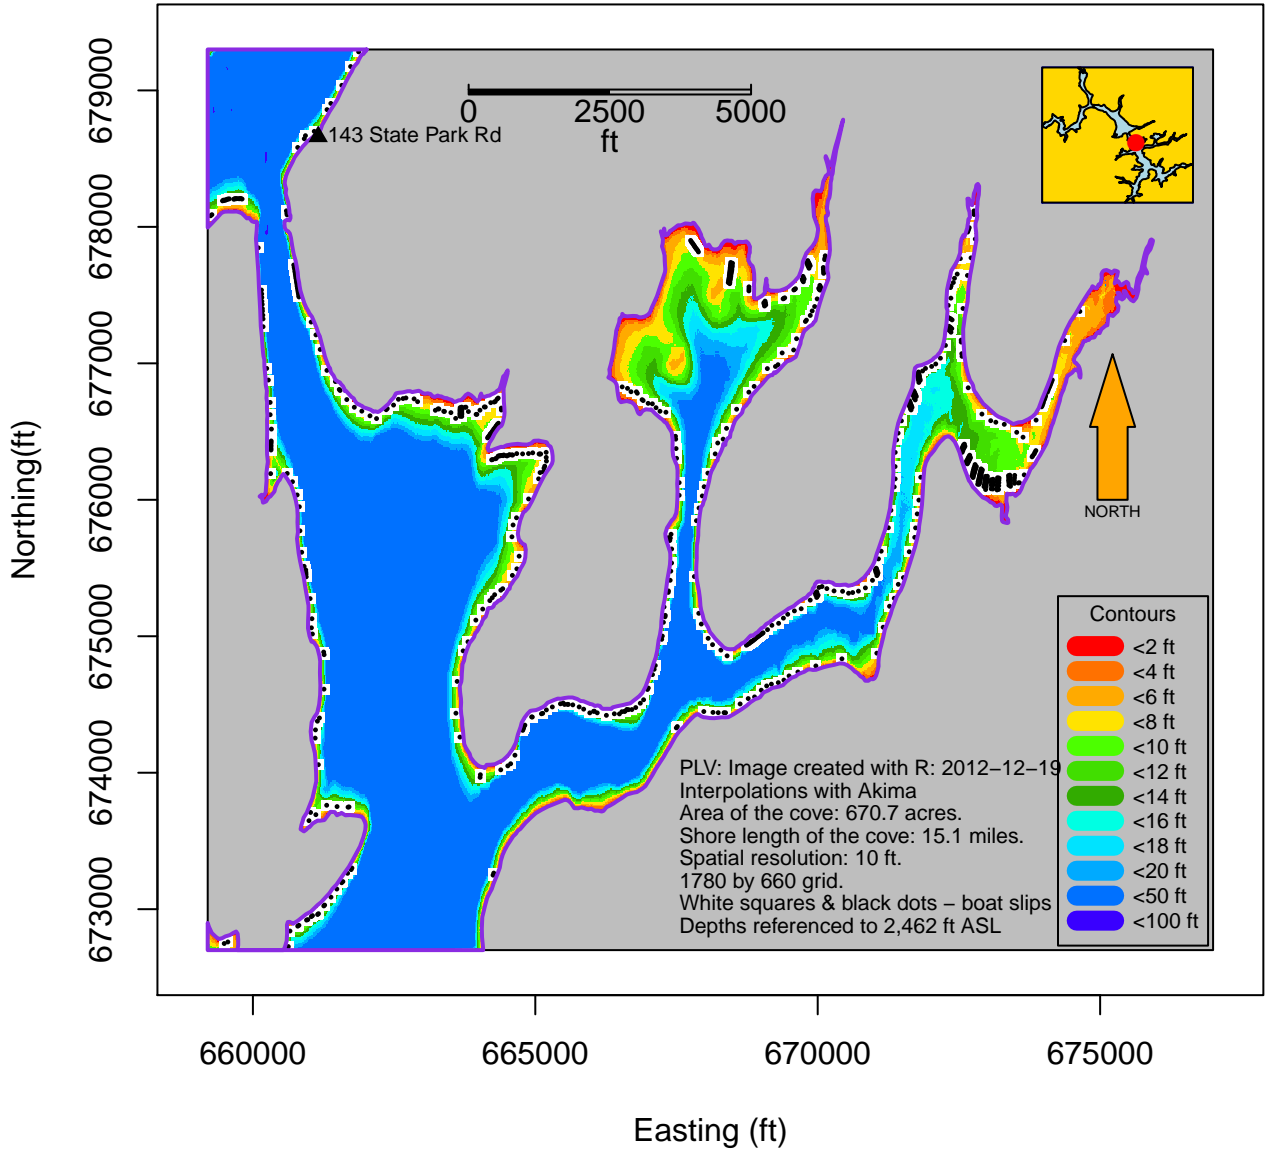 679000
678000
677000
676000
675000
674000
673000
Northing(ft)
0 2500 5000
ft
143 State Park Rd
NORTH
Contours
<2 ft
<4 ft
<6 ft
<8 ft
<10 ft
<12 ft
<14 ft
<16 ft
<18 ft
<20 ft
<50 ft
<100 ft
PLV: Image created with R: 2012−12−19
Interpolations with Akima
Area of the cove: 670.7 acres.
Shore length of the cove: 15.1 miles.
Spatial resolution: 10 ft.
1780 by 660 grid.
White squares & black dots – boat slips
Depths referenced to 2,462 ft ASL
660000 665000 670000 675000
Easting (ft)